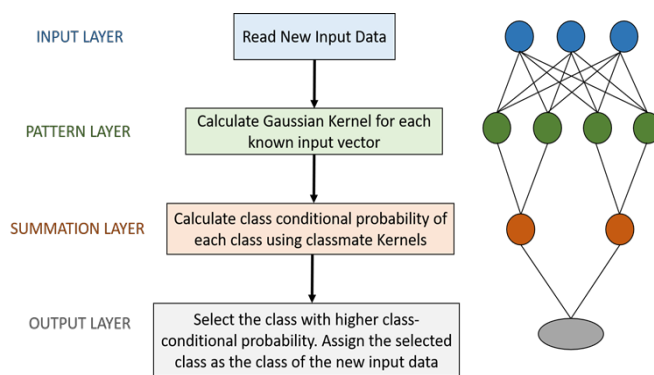 INPUT LAYER
Read New Input Data
PATTERN LAYER
Calculate Gaussian Kernel for each
known input vector
SUMMATION LAYER
Calculate class conditional probability of
each class using classmate Kernels
OUTPUT LAYER
Select the class with higher class-
conditional probability. Assign the selected
class as the class of the new input data